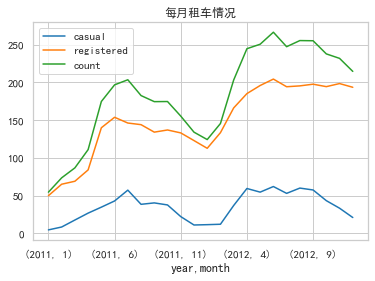 每月租车情况
casual
registered
count
250
200
150
100
50
0
(2011, 1) (2011, 6) (2011, 11) (2012, 4) (2012, 9)
year,month